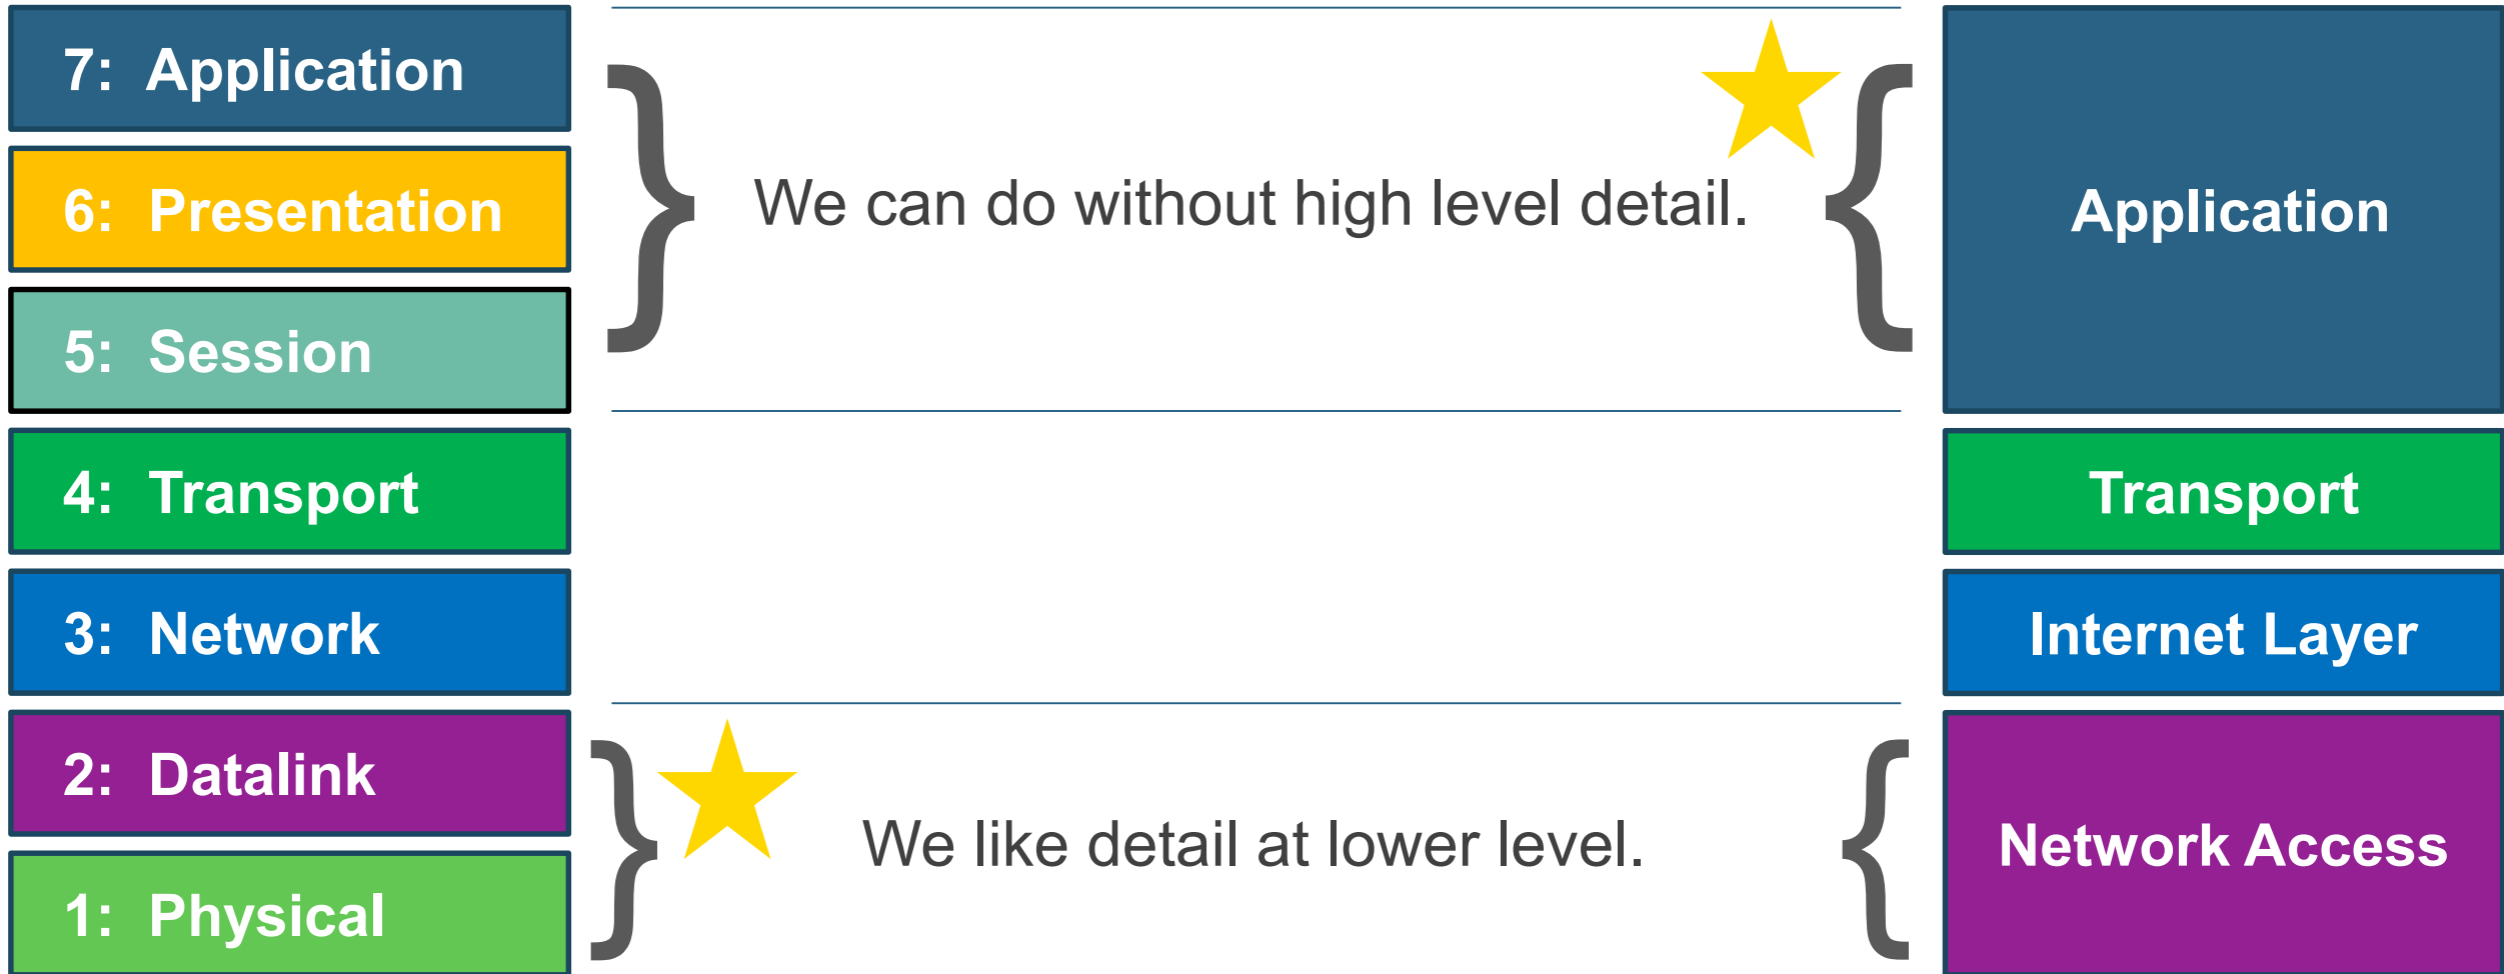 7: Application
6: Presentation
5: Session
4: Transport
3: Network
2: Datalink
1: Physical
We can do without high level detail.
We like detail at lower level.
Application
Transport
Internet Layer
Network Access